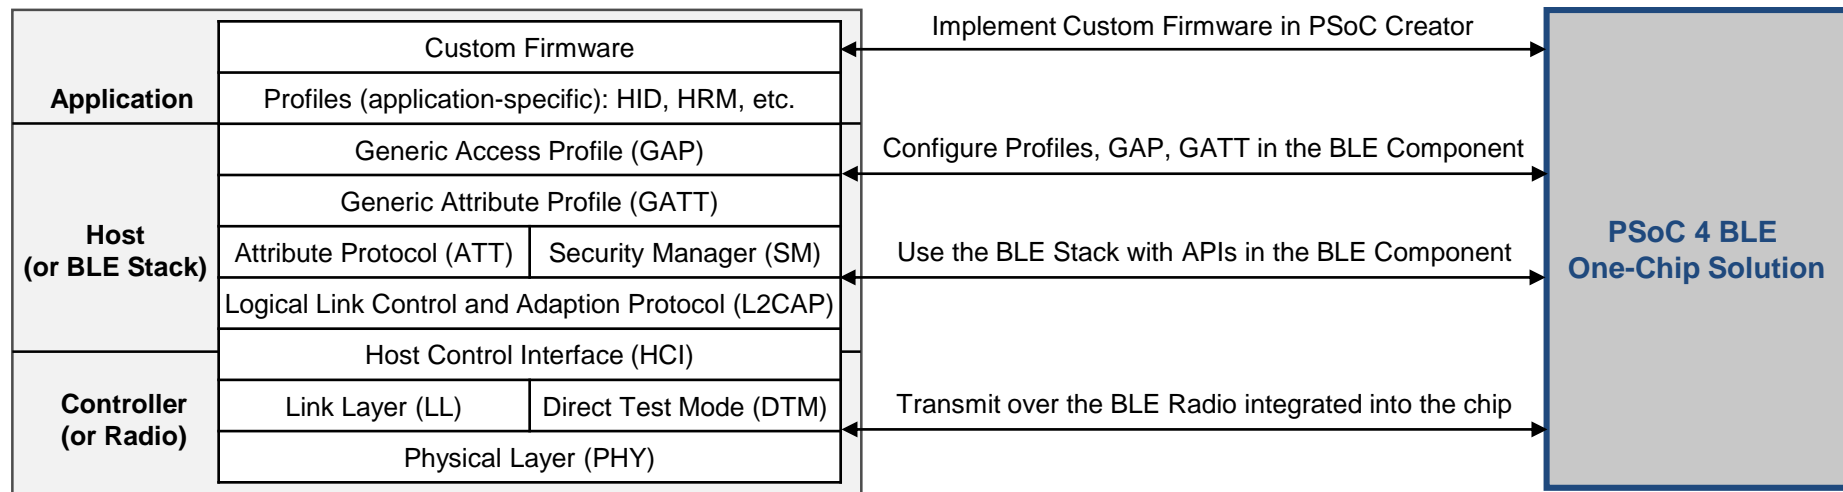 Implement Custom Firmware in PSoC Creator
Custom Firmware
Application
Profiles (application-specific): HID, HRM, etc.
Generic Access Profile (GAP)
Configure Profiles, GAP, GATT in the BLE Component
Generic Attribute Profile (GATT)
Host
(or BLE Stack)
Attribute Protocol (ATT)
Security Manager (SM)
Use the BLE Stack with APIs in the BLE Component
PSoC 4 BLE
One-Chip Solution
Logical Link Control and Adaption Protocol (L2CAP)
Host Control Interface (HCI)
Controller
(or Radio)
Link Layer (LL)
Direct Test Mode (DTM)
Transmit over the BLE Radio integrated into the chip
Physical Layer (PHY)